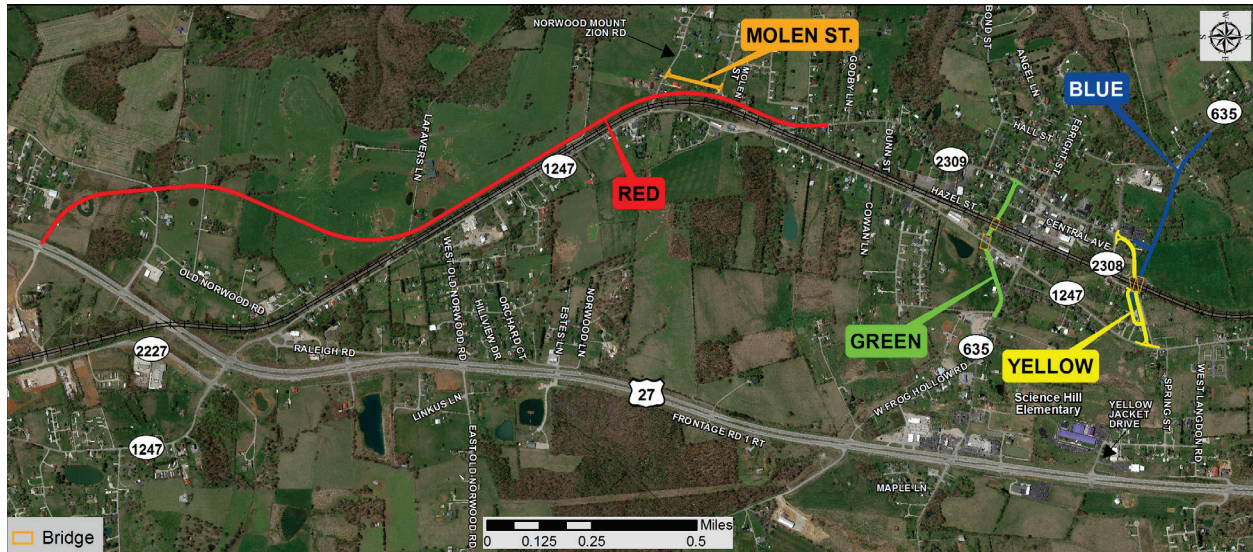 NORWOOD MOUNT
ZION RD
MOLEN ST.
MOLEN
ST
GODBY LN
BOND ST
ANGEL LN
HALL ST
EBRIGHT ST
BLUE
635
N
W
S
E
LAFAVERS LN
1247
RED
DUNN ST
2309
HAZEL ST
CENTRAL AVE
2308
1247
COWAN LN
OLD NORWOOD RD
2227
RALEIGH RD
WEST OLD NORWOOD RD
HILLVIEW DR
ORCHARD CT
ESTES LN
NORWOOD LN
GREEN
635
YELLOW
W FROG HOLLOW RD
Science Hill
Elementary
YELLOW
JACKET
DRIVE
SPRING ST
WEST LANGDON RD
27
FRONTAGE RD 1 RT
LINKUS LN
EAST OLD NORWOOD RD
1247
MAPLE LN
Bridge
Miles
0 0.125 0.25 0.5